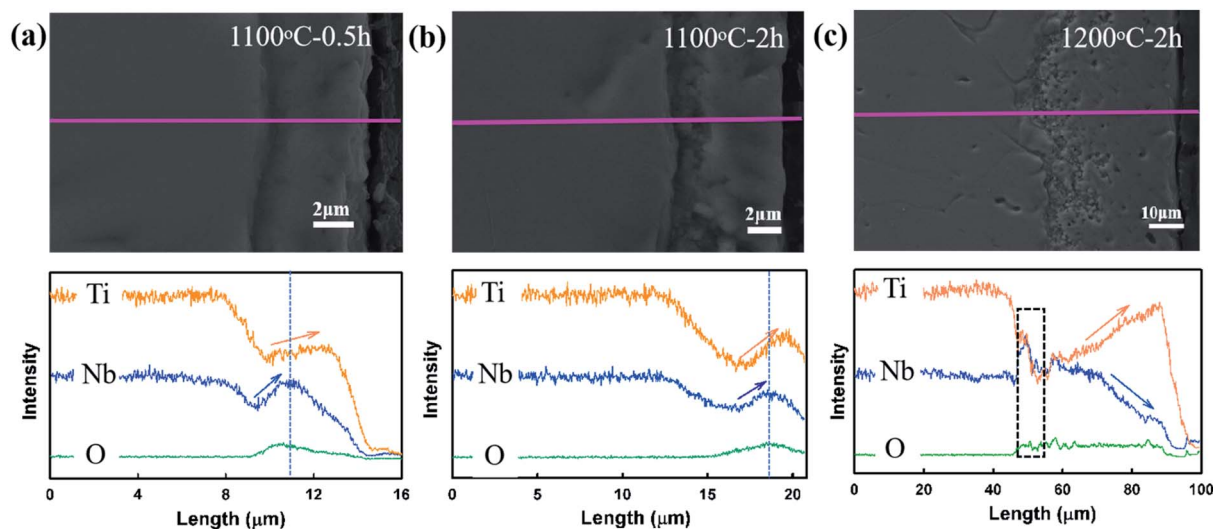 (a) 1100°C-0.5h
2μm
Ti
Nb
O
Intensity
0 4 8 12 16
Length (μm)
(b) 1100°C-2h
2μm
Ti
Nb
O
Intensity
0 5 10 15 20
Length (μm)
(c) 1200°C-2h
10μm
Ti
Nb
O
Intensity
0 20 40 60 80 100
Length (μm)